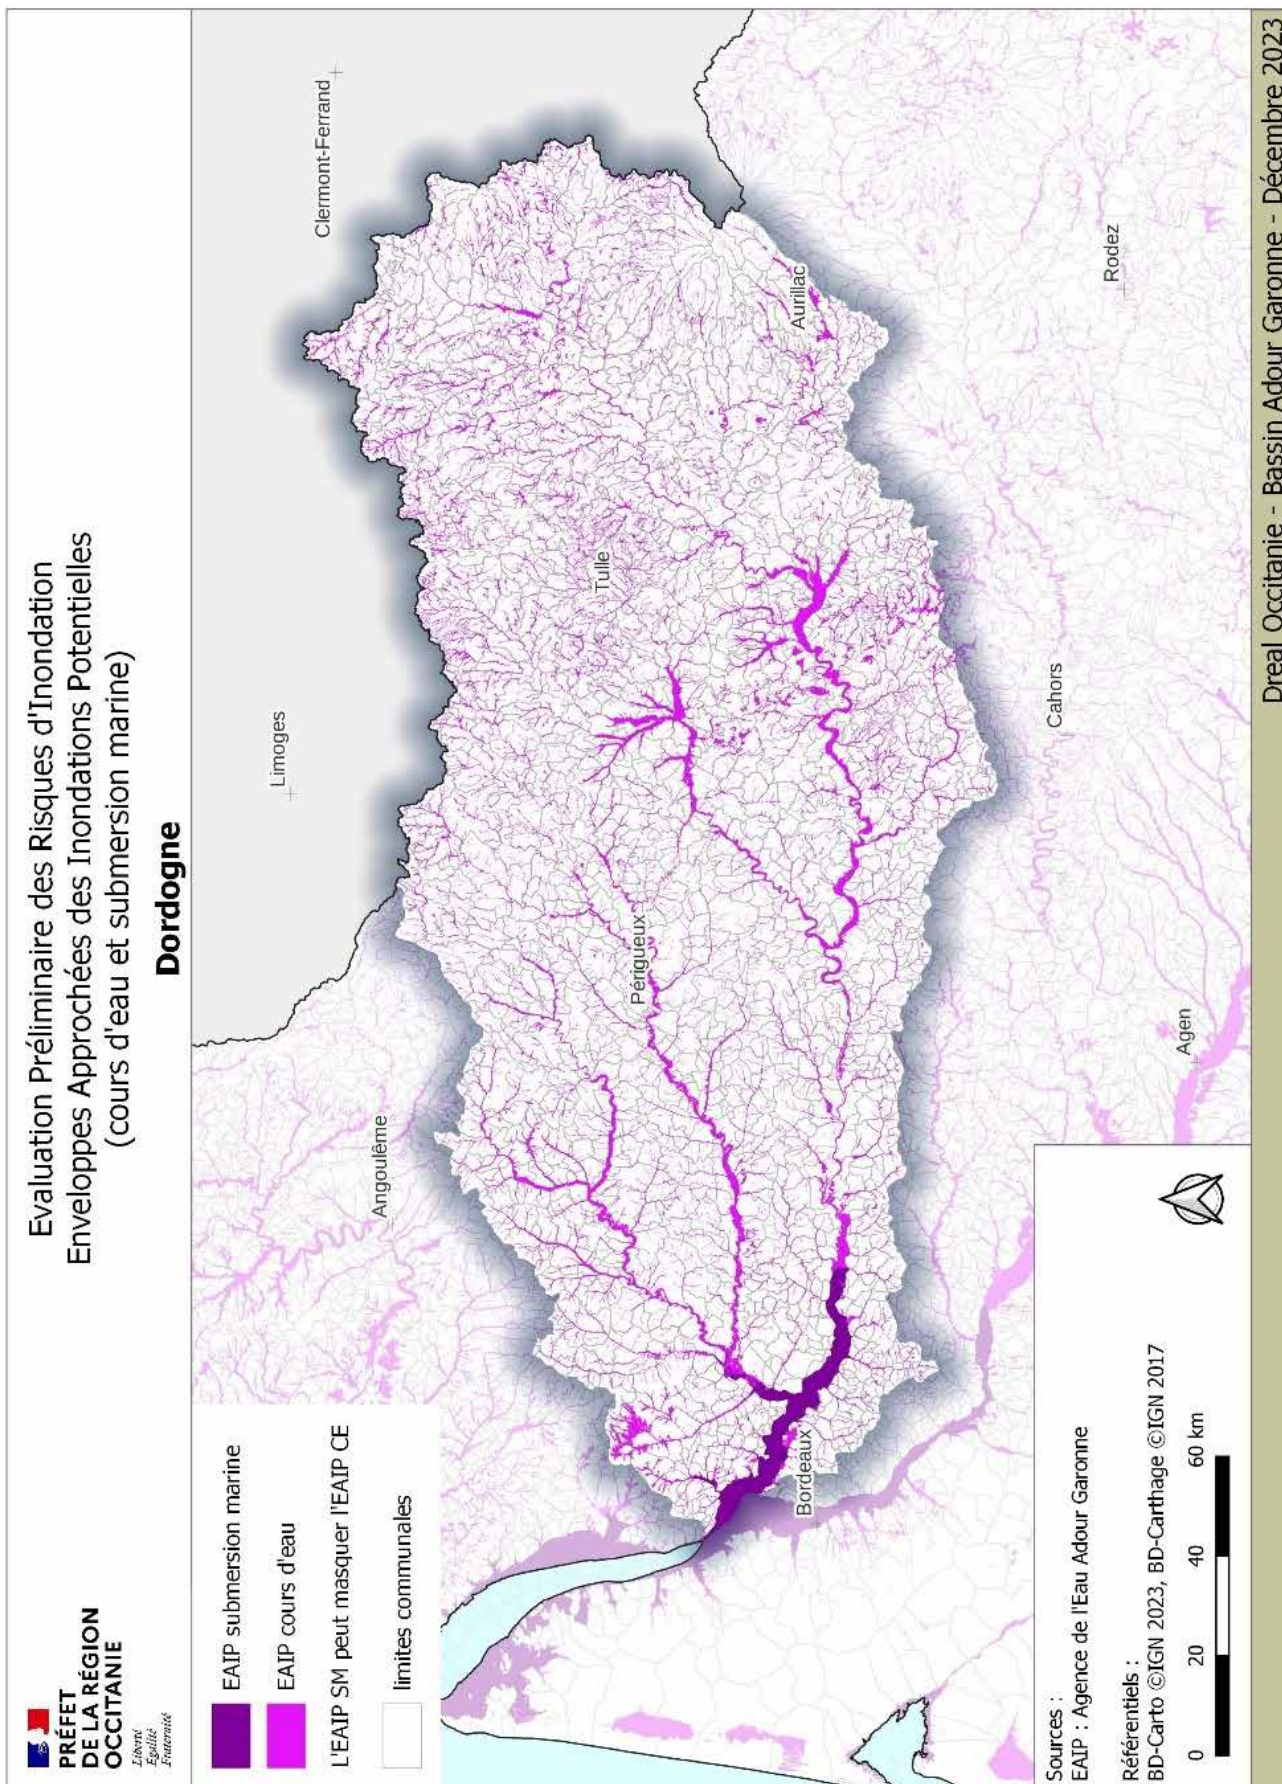 PRÉFET
DE LA RÉGION
OCCITANIE
Liberté
Égalité
Fraternité
Evaluation Préliminaire des Risques d'Inondation
Enveloppes Approchées des Inondations Potentielles
(cours d'eau et submersion marine)
Dordogne
EAIP submersion marine
EAIP cours d'eau
L'EAIP SM peut masquer l'EAIP CE
limites communales
Limoges
Clermont-Ferrand
Angoulême
Tulle
Périgueux
Aurillac
Bordeaux
Cahors
Rodez
Agen
Sources :
EAIP : Agence de l'Eau Adour Garonne
Référentiels :
BD-Carto ©IGN 2023, BD-Carthage ©IGN 2017
0 20 40 60 km
Dreal Occitanie - Bassin Adour Garonne - Décembre 2023